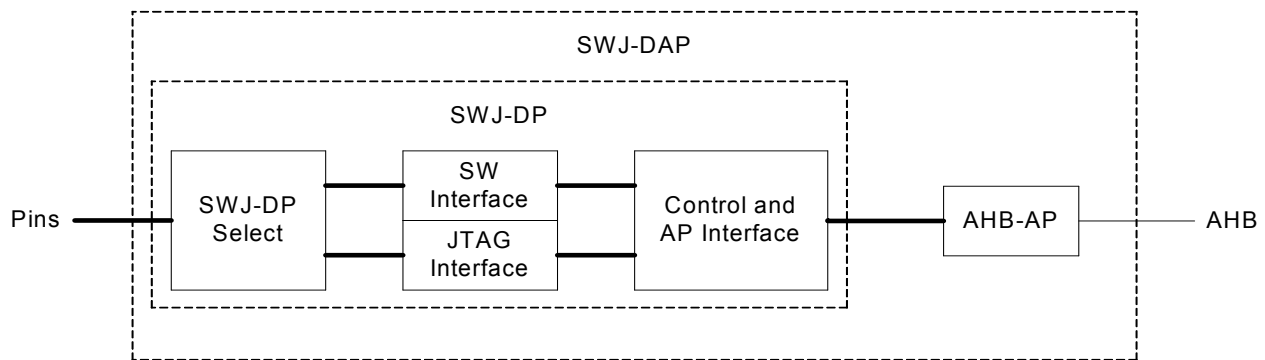 SWJ-DAP
SWJ-DP
Pins
SWJ-DP
Select
SW
Interface
JTAG
Interface
Control and
AP Interface
AHB-AP
AHB